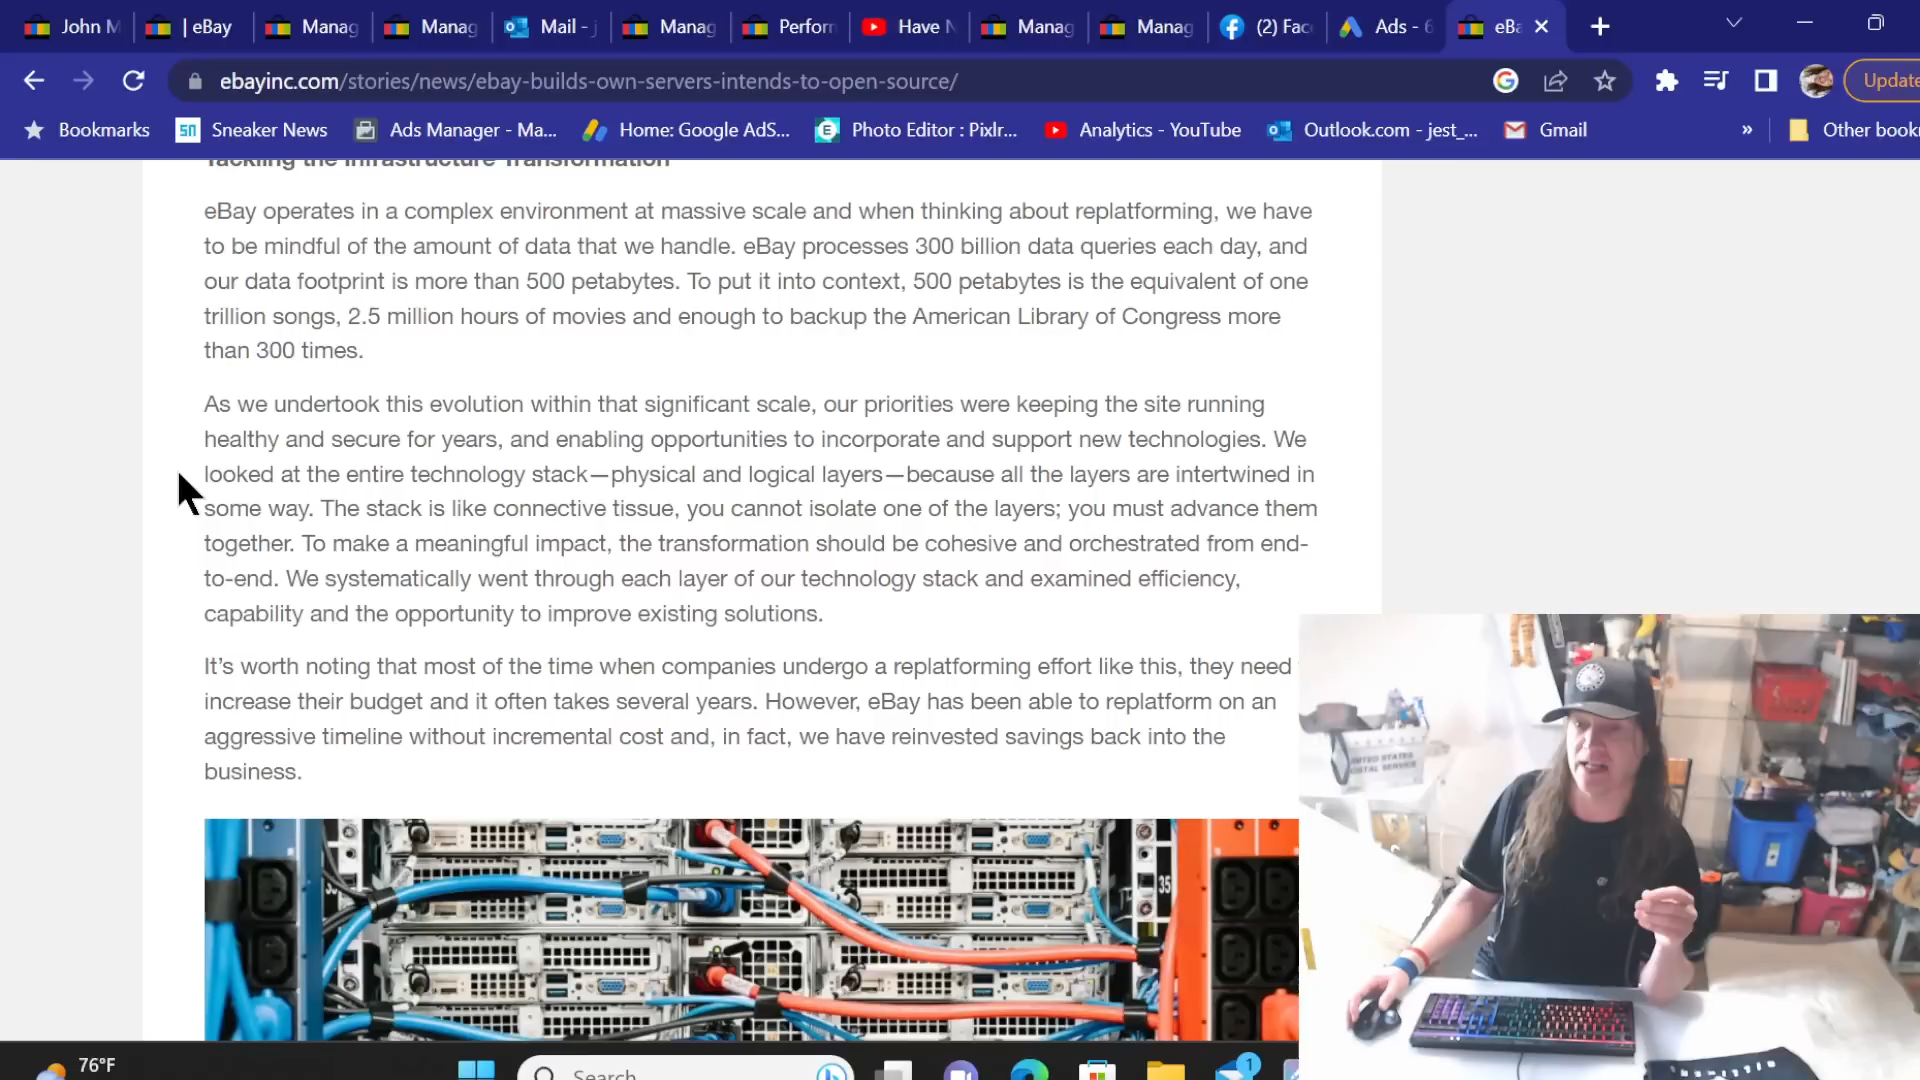 John M
| eBay
Manag
Manag
Mail - j
Manag
Perforn
Have N
Manag
Manag
(2) Fac
Ads - 6
eBa
ebayinc.com/stories/news/ebay-builds-own-servers-intends-to-open-source/
Update
Bookmarks
Sneaker News
Ads Manager - Ma...
Home: Google AdS...
Photo Editor : Pixlr...
Analytics - YouTube
Outlook.com - jest_...
Gmail
»
Other book
Tackling the Infrastructure Transformation
eBay operates in a complex environment at massive scale and when thinking about replatforming, we have
to be mindful of the amount of data that we handle. eBay processes 300 billion data queries each day, and
our data footprint is more than 500 petabytes. To put it into context, 500 petabytes is the equivalent of one
trillion songs, 2.5 million hours of movies and enough to backup the American Library of Congress more
than 300 times.
As we undertook this evolution within that significant scale, our priorities were keeping the site running
healthy and secure for years, and enabling opportunities to incorporate and support new technologies. We
looked at the entire technology stack—physical and logical layers—because all the layers are intertwined in
some way. The stack is like connective tissue, you cannot isolate one of the layers; you must advance them
together. To make a meaningful impact, the transformation should be cohesive and orchestrated from end-
to-end. We systematically went through each layer of our technology stack and examined efficiency,
capability and the opportunity to improve existing solutions.
It's worth noting that most of the time when companies undergo a replatforming effort like this, they need
increase their budget and it often takes several years. However, eBay has been able to replatform on an
aggressive timeline without incremental cost and, in fact, we have reinvested savings back into the
business.
35
UNITED STATES
POSTAL SERVICE
76°F
Search
1